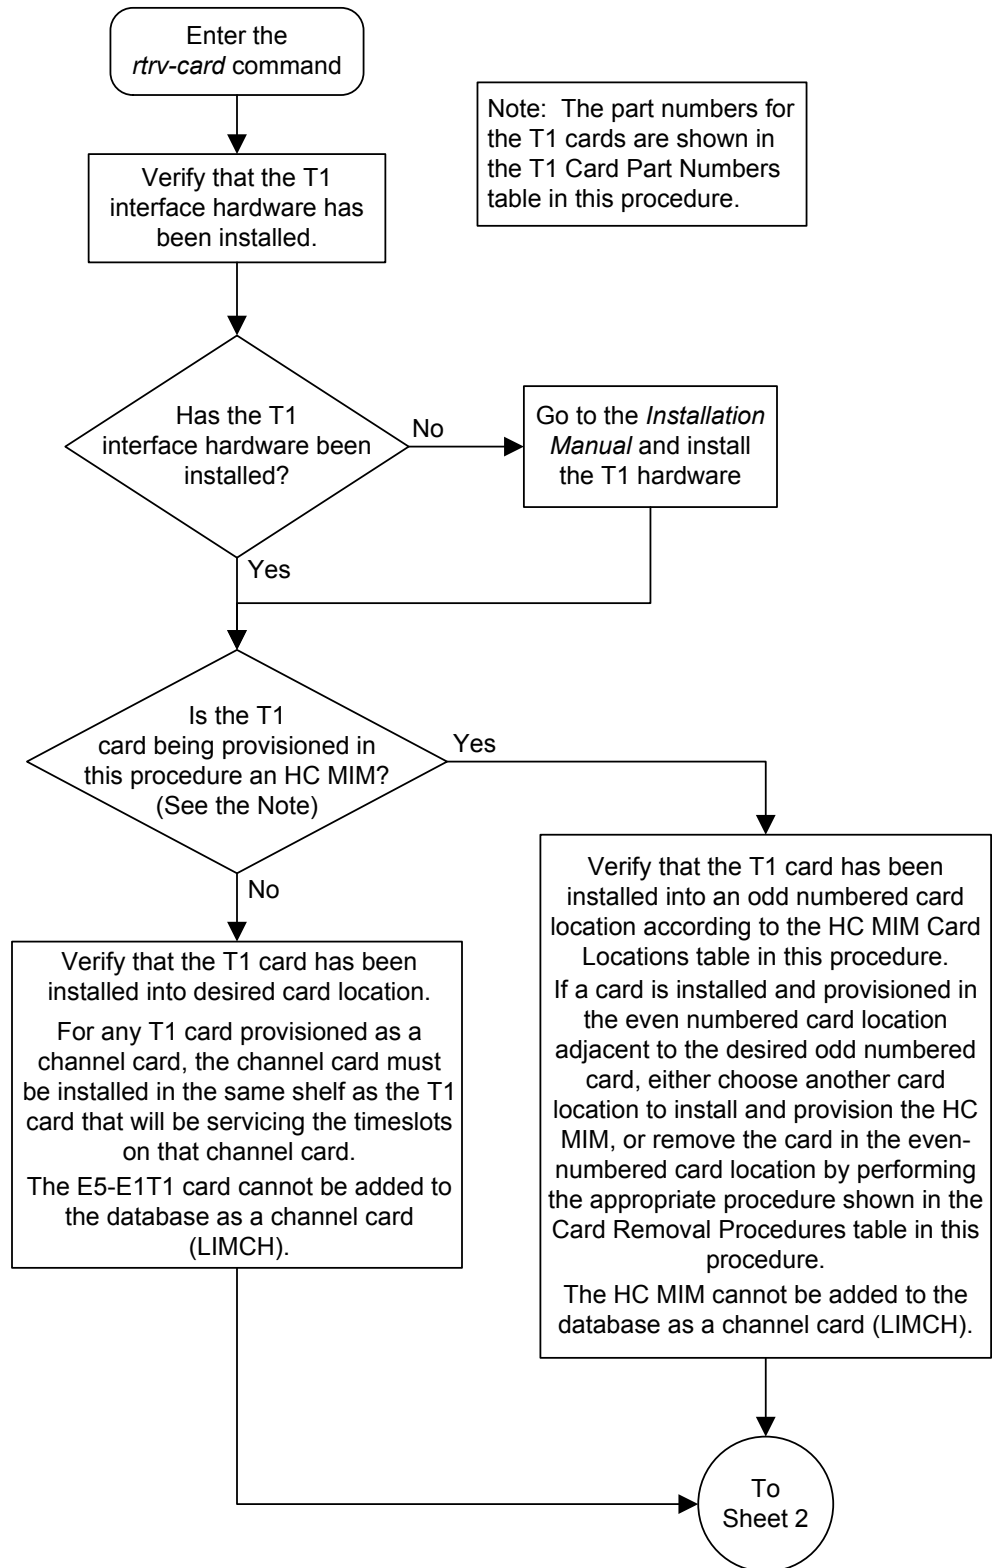 Enter the
rtrv-card command
Note: The part numbers for
the T1 cards are shown in
the T1 Card Part Numbers
table in this procedure.
Verify that the T1
interface hardware has
been installed.
Has the T1
interface hardware been
installed?
No
Go to the Installation
Manual and install
the T1 hardware
Yes
Is the T1
card being provisioned in
this procedure an HC MIM?
(See the Note)
Yes
No
Verify that the T1 card has been
installed into desired card location.
For any T1 card provisioned as a
channel card, the channel card must
be installed in the same shelf as the T1
card that will be servicing the timeslots
on that channel card.
The E5-E1T1 card cannot be added to
the database as a channel card
(LIMCH).
Verify that the T1 card has been
installed into an odd numbered card
location according to the HC MIM Card
Locations table in this procedure.
If a card is installed and provisioned in
the even numbered card location
adjacent to the desired odd numbered
card, either choose another card
location to install and provision the HC
MIM, or remove the card in the even-
numbered card location by performing
the appropriate procedure shown in the
Card Removal Procedures table in this
procedure.
The HC MIM cannot be added to the
database as a channel card (LIMCH).
To
Sheet 2